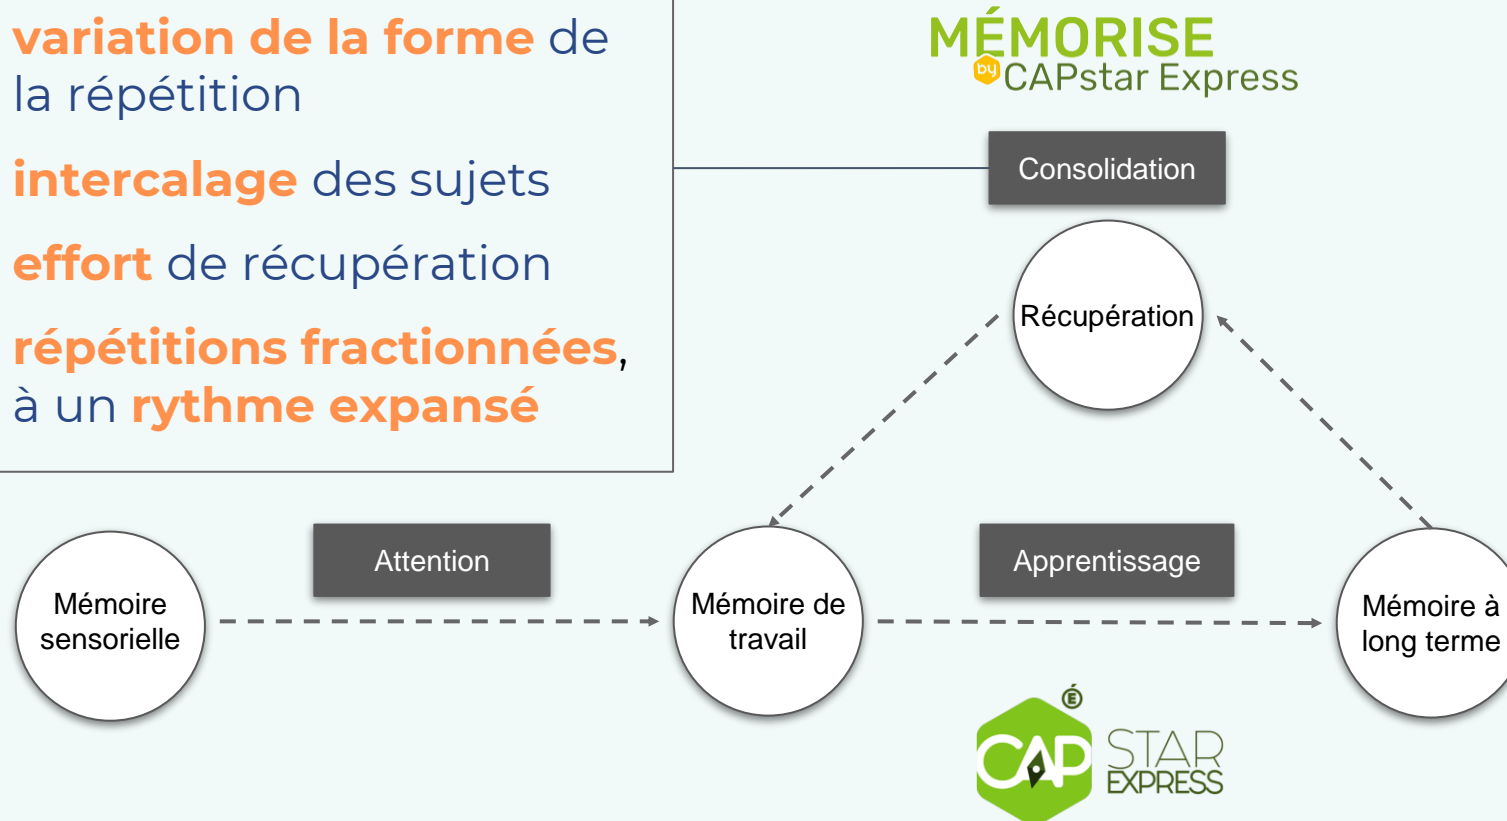 variation de la forme de
la répétition
intercalage des sujets
effort de récupération
répétitions fractionnées,
à un rythme expansé
MÉMORISE
by CAPstar Express
Consolidation
Récupération
Attention
Apprentissage
Mémoire
sensorielle
Mémoire de
travail
Mémoire à
long terme
É
CAP STAR
EXPRESS